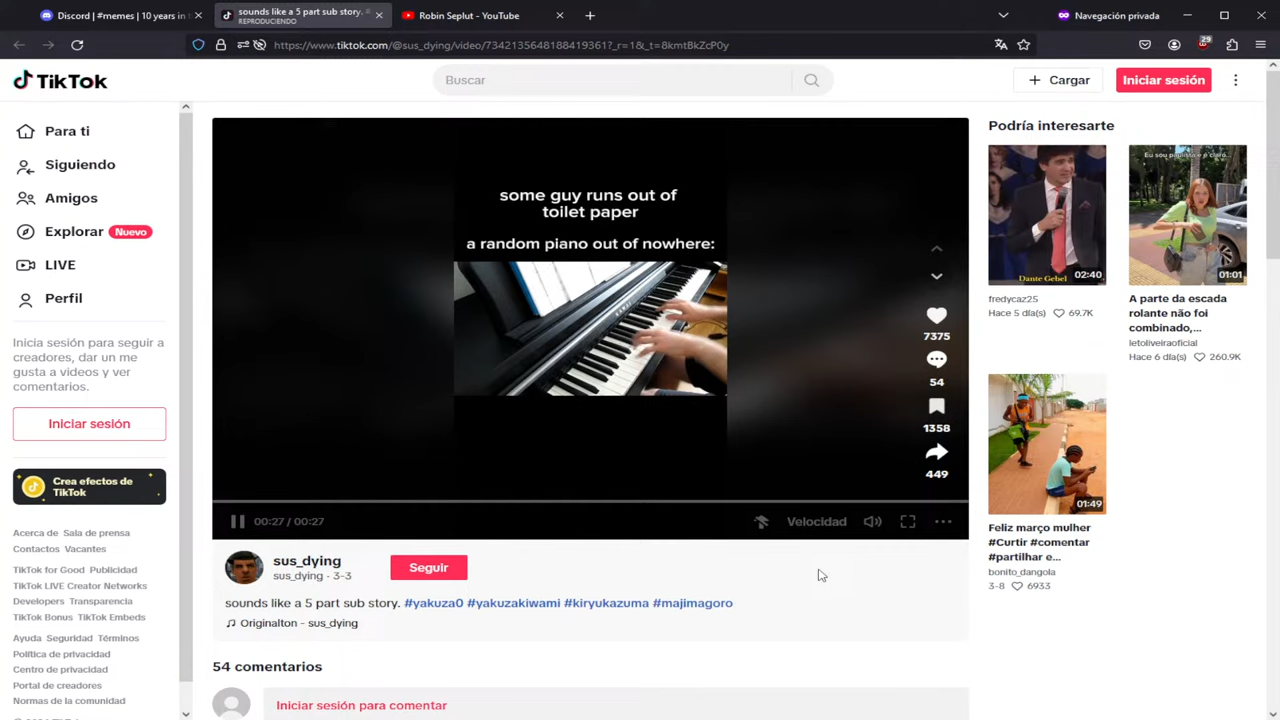 Discord | #memes | 10 years in t
sounds like a 5 part sub story.
REPRODUCIENDO
Robin Seplut - YouTube
Navegación privada
https://www.tiktok.com/@sus_dying/video/7342135648188419361?_r=1&_t=8kmtBkZcP0y
29
TikTok
Buscar
Cargar
Iniciar sesión
Para ti
Siguiendo
Amigos
Explorar
Nuevo
LIVE
Perfil
Inicia sesión para seguir a
creadores, dar un me
gusta a videos y ver
comentarios.
Iniciar sesión
Crea efectos de
TikTok
Acerca de Sala de prensa
Contactos Vacantes
TikTok for Good Publicidad
TikTok LIVE Creator Networks
Developers Transparencia
TikTok Bonus TikTok Embeds
Ayuda Seguridad Términos
Política de privacidad
Centro de privacidad
Portal de creadores
Normas de la comunidad
some guy runs out of
toilet paper
a random piano out of nowhere:
KAWAI
7375
54
1358
449
00:27 / 00:27
Velocidad
sus_dying
sus_dying · 3-3
Seguir
sounds like a 5 part sub story. #yakuza0 #yakuzakiwami #kiryukazuma #majimagoro
Originalton - sus_dying
54 comentarios
Iniciar sesión para comentar
Podría interesarte
Dante Gebel
02:40
fredycaz25
Hace 5 día(s) 69.7K
Eu sou paulista e é claro...
01:01
A parte da escada
rolante não foi
combinado,...
letoliveiraoficial
Hace 6 día(s) 260.9K
01:49
Feliz março mulher
#Curtir #comentar
#partilhar e...
bonito_dangola
3-8 6933